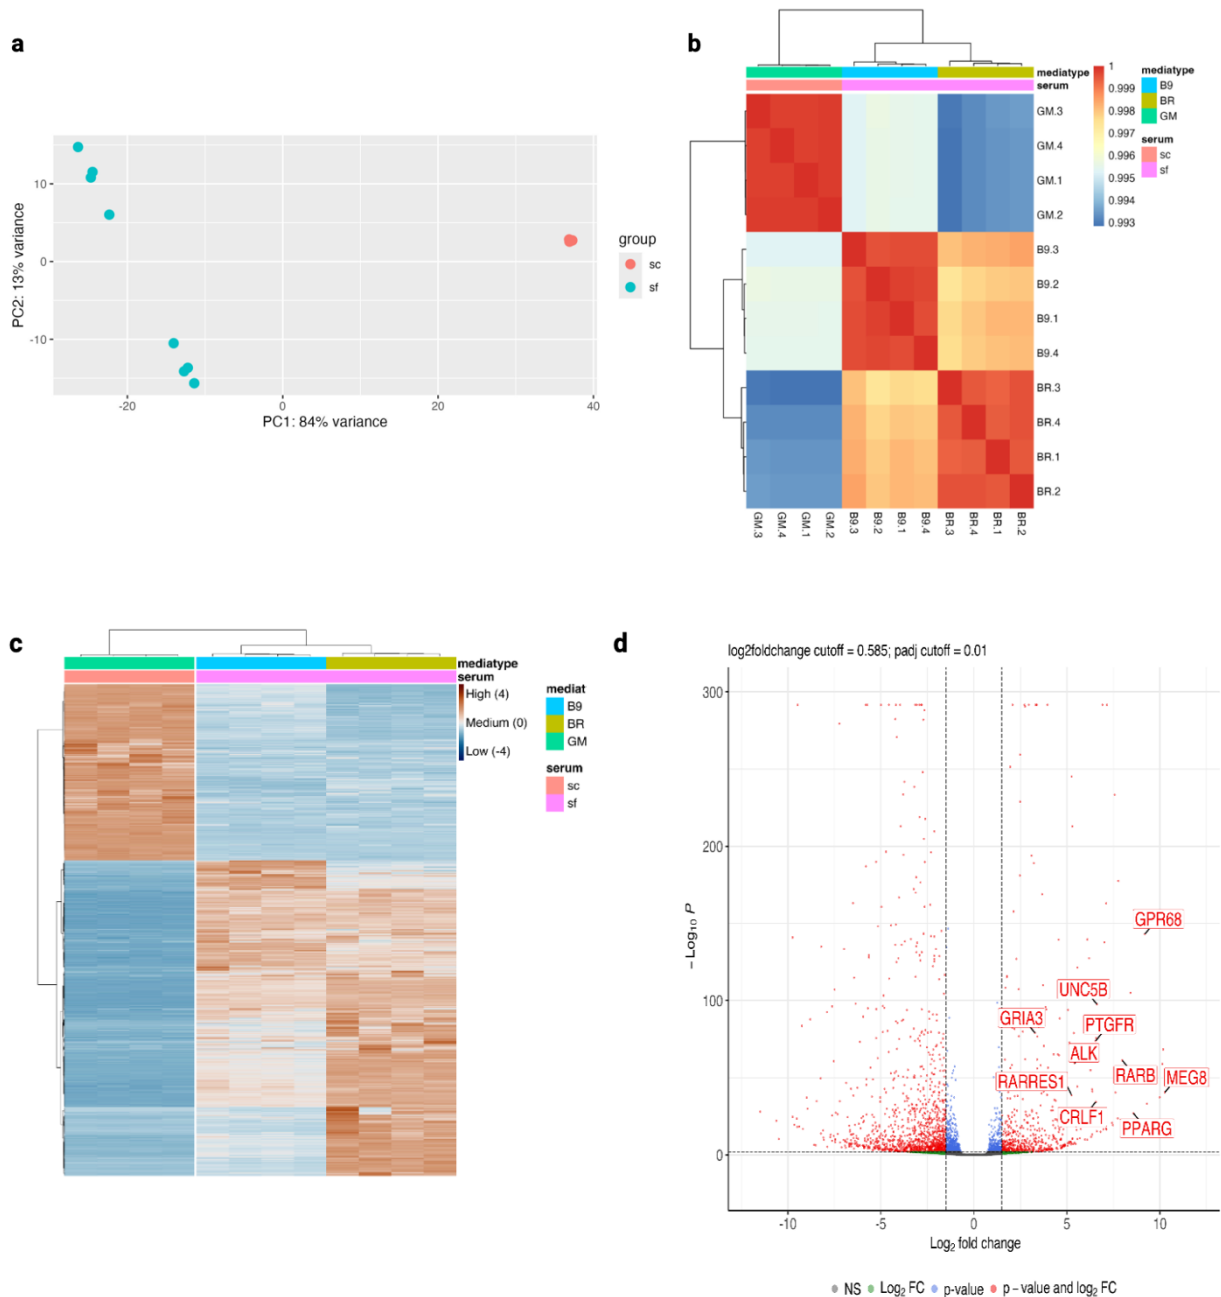 a
10
0
-10
PC2: 13% variance
-20
0
20
40
PC1: 84% variance
group
sc
sf
b
mediatype
serum
GM.3
GM.4
GM.1
GM.2
B9.3
B9.2
B9.1
B9.4
BR.3
BR.4
BR.1
BR.2
GM.3
GM.4
GM.1
GM.2
B9.3
B9.2
B9.1
B9.4
BR.3
BR.4
BR.1
BR.2
1
0.999
0.998
0.997
0.996
0.995
0.994
0.993
mediatype
B9
BR
GM
serum
sc
sf
c
mediatype
serum
High (4)
Medium (0)
Low (-4)
mediat
B9
BR
GM
serum
sc
sf
d
log2foldchange cutoff = 0.585; padj cutoff = 0.01
300
200
100
0
− Log10 P
GPR68
UNC5B
GRIA3
PTGFR
ALK
RARB
MEG8
RARRES1
CRLF1
PPARG
-10
-5
0
5
10
Log2 fold change
NS
Log2 FC
p-value
p − value and log2 FC